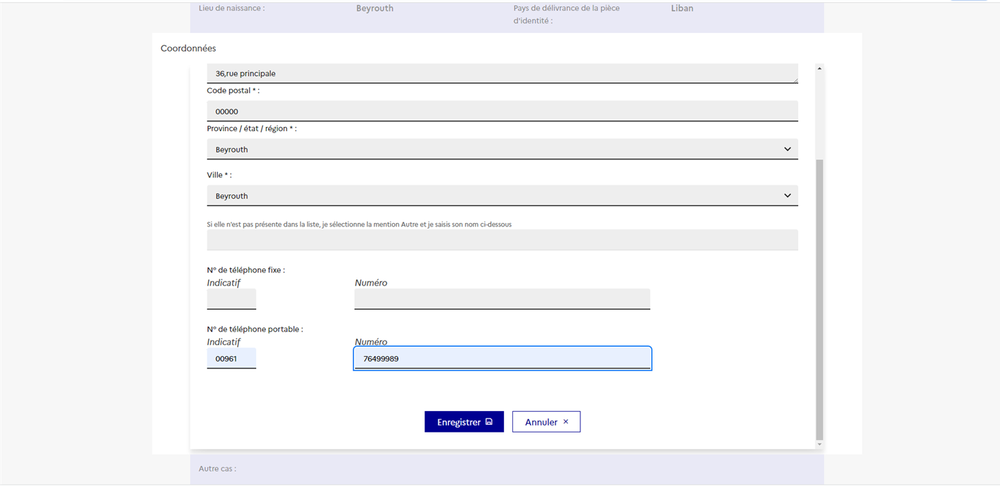 Lieu de naissance :
Beyrouth
Pays de délivrance de la pièce
d'identité :
Liban
Coordonnées
36,rue principale
Code postal * :
00000
Province / état / région * :
Beyrouth
Ville * :
Beyrouth
Si elle n'est pas présente dans la liste, je sélectionne la mention Autre et je saisis son nom ci-dessous
N° de téléphone fixe :
Indicatif
Numéro
N° de téléphone portable :
Indicatif
Numéro
00961
76499989
Enregistrer
Annuler
Autre cas :